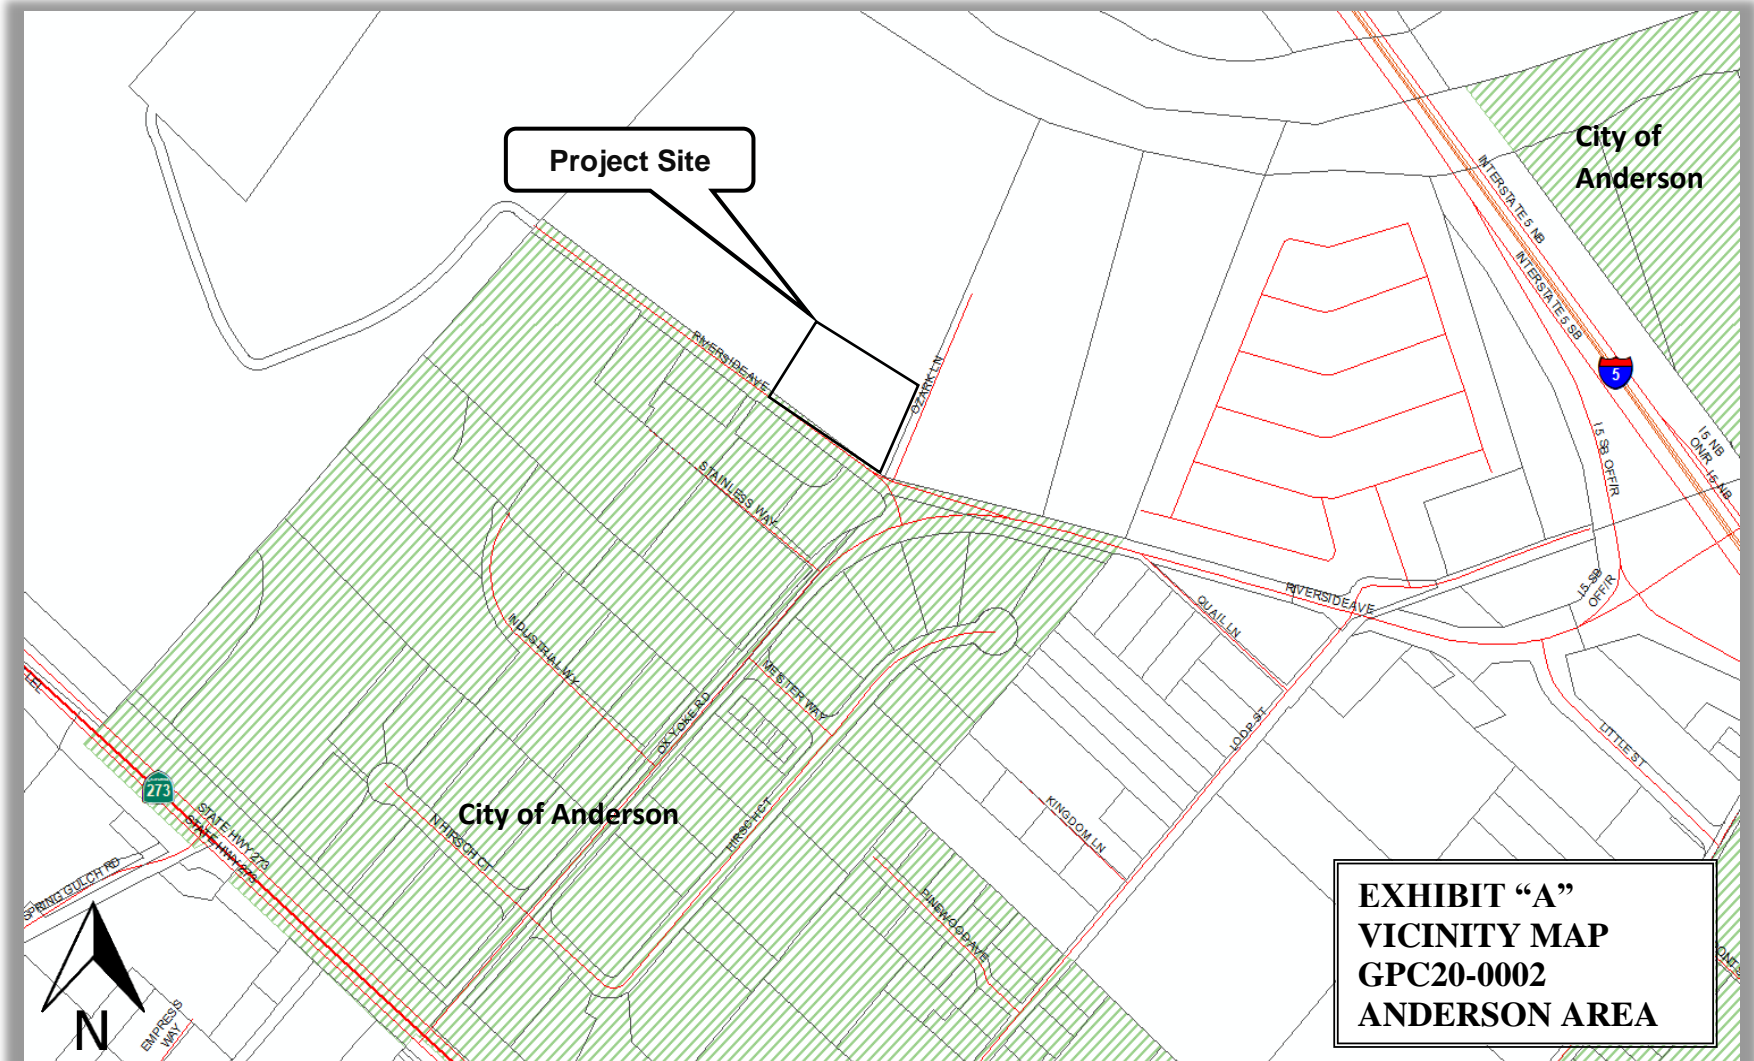 City of
Anderson
Project Site
INTERSTATE 5 NB
INTERSTATE 5 SB
5
RIVERSIDE AVE
OZARK LN
I5 SB OFF/R
I5 NB
ON/R
I5 NB
STAINLESS WAY
I5 SB
OFF/R
RIVERSIDE AVE
QUAIL LN
INDUSTRIAL WY
MEISTER WAY
OX YOKE RD
LOOP ST
LITTLE ST
273
STATE HWY 273
STATE HWY 273
City of Anderson
N HIRSCH CT
HIRSCH CT
KINGDOM LN
SPRING GULCH RD
PINEWOOD AVE
EMPRESS
WAY
N
EXHIBIT “A”
VICINITY MAP
GPC20-0002
ANDERSON AREA